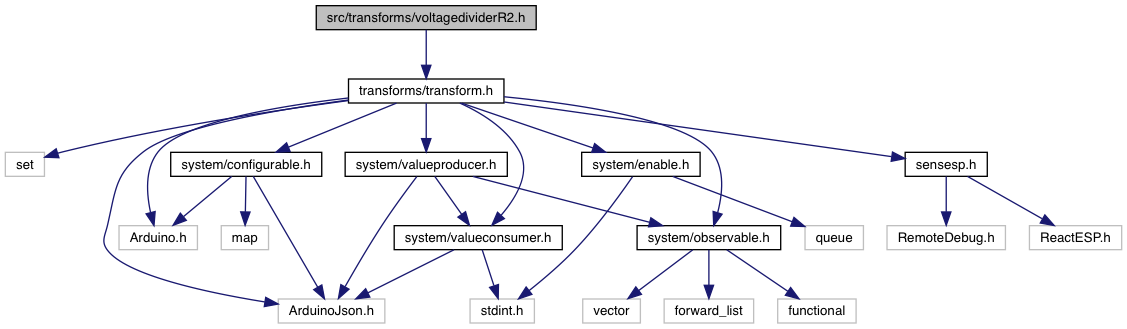 src/transforms/voltagedividerR2.h
transforms/transform.h
set
system/configurable.h
system/valueproducer.h
system/enable.h
sensesp.h
Arduino.h
map
system/valueconsumer.h
system/observable.h
queue
RemoteDebug.h
ReactESP.h
ArduinoJson.h
stdint.h
vector
forward_list
functional